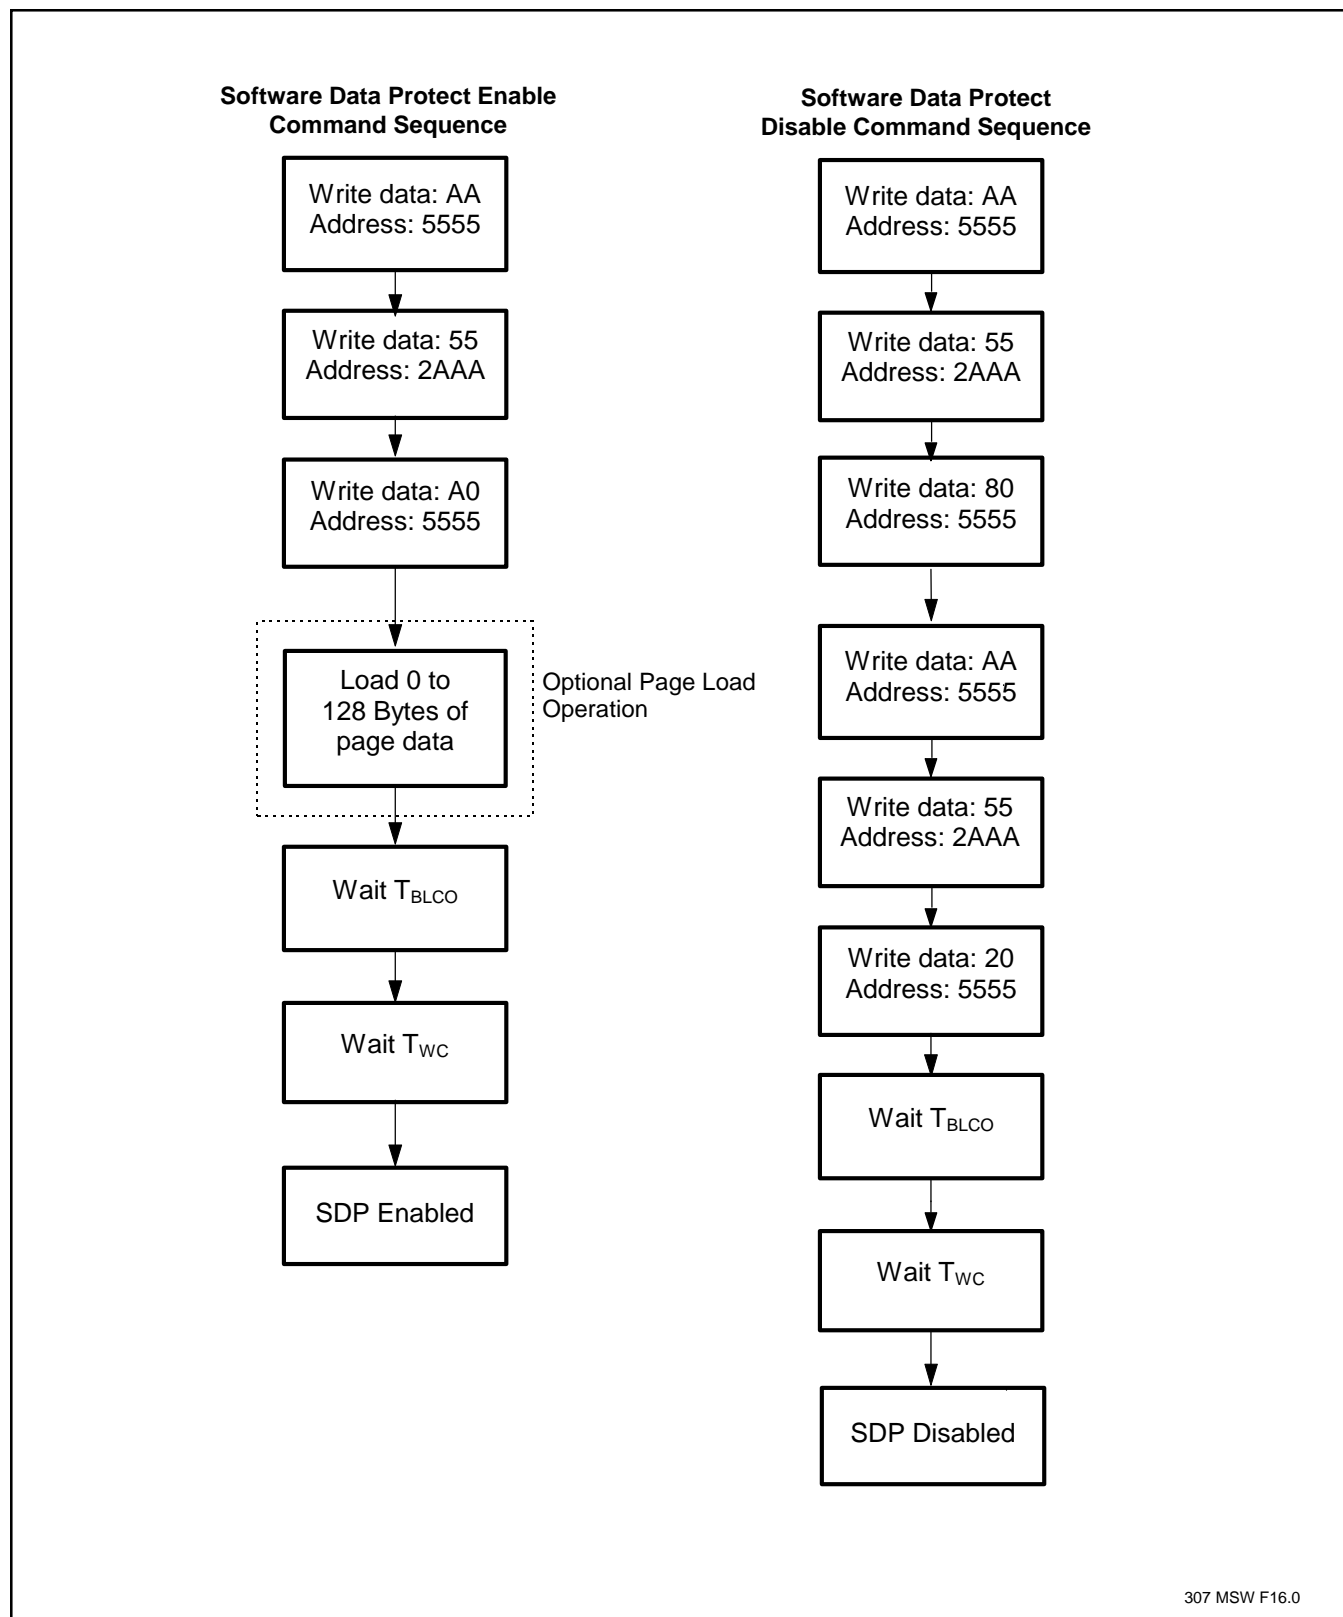 Software Data Protect Enable
Command Sequence
Write data: AA
Address: 5555
Write data: 55
Address: 2AAA
Write data: A0
Address: 5555
Load 0 to
128 Bytes of
page data
Optional Page Load
Operation
Wait TBLCO
Wait TWC
SDP Enabled
Software Data Protect
Disable Command Sequence
Write data: AA
Address: 5555
Write data: 55
Address: 2AAA
Write data: 80
Address: 5555
Write data: AA
Address: 5555
Write data: 55
Address: 2AAA
Write data: 20
Address: 5555
Wait TBLCO
Wait TWC
SDP Disabled
307 MSW F16.0